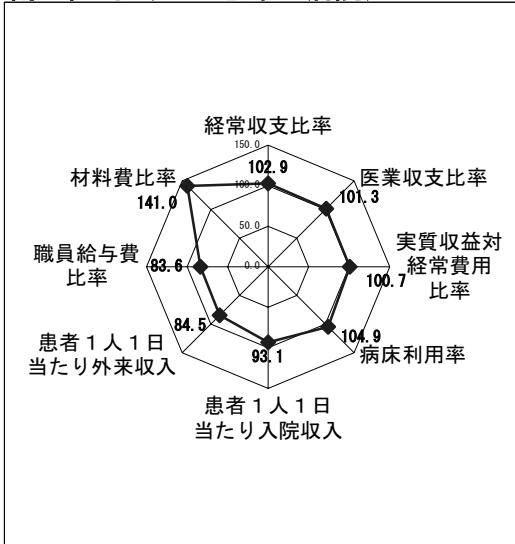 経常収支比率
150.0
102.9
100.0
50.0
0.0
医業収支比率
101.3
実質収益対
経常費用
比率
100.7
104.9
病床利用率
93.1
患者１人１日
当たり入院収入
84.5
患者１人１日
当たり外来収入
職員給与費
比率
83.6
材料費比率
141.0